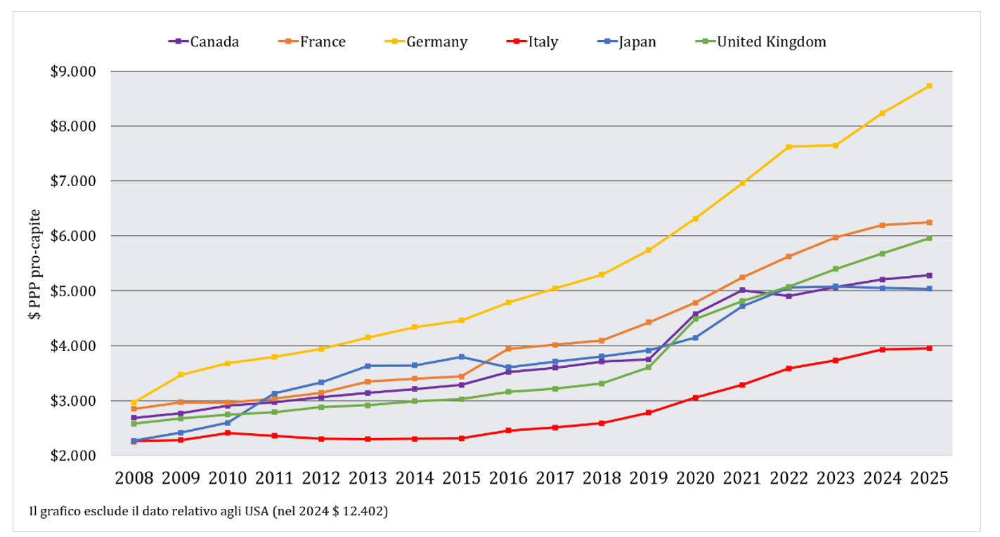 Canada France Germany Italy Japan United Kingdom
$9.000
$8.000
$7.000
$6.000
$5.000
$4.000
$3.000
$2.000
$ PPP pro-capite
2008 2009 2010 2011 2012 2013 2014 2015 2016 2017 2018 2019 2020 2021 2022 2023 2024 2025
Il grafico esclude il dato relativo agli USA (nel 2024 $ 12.402)